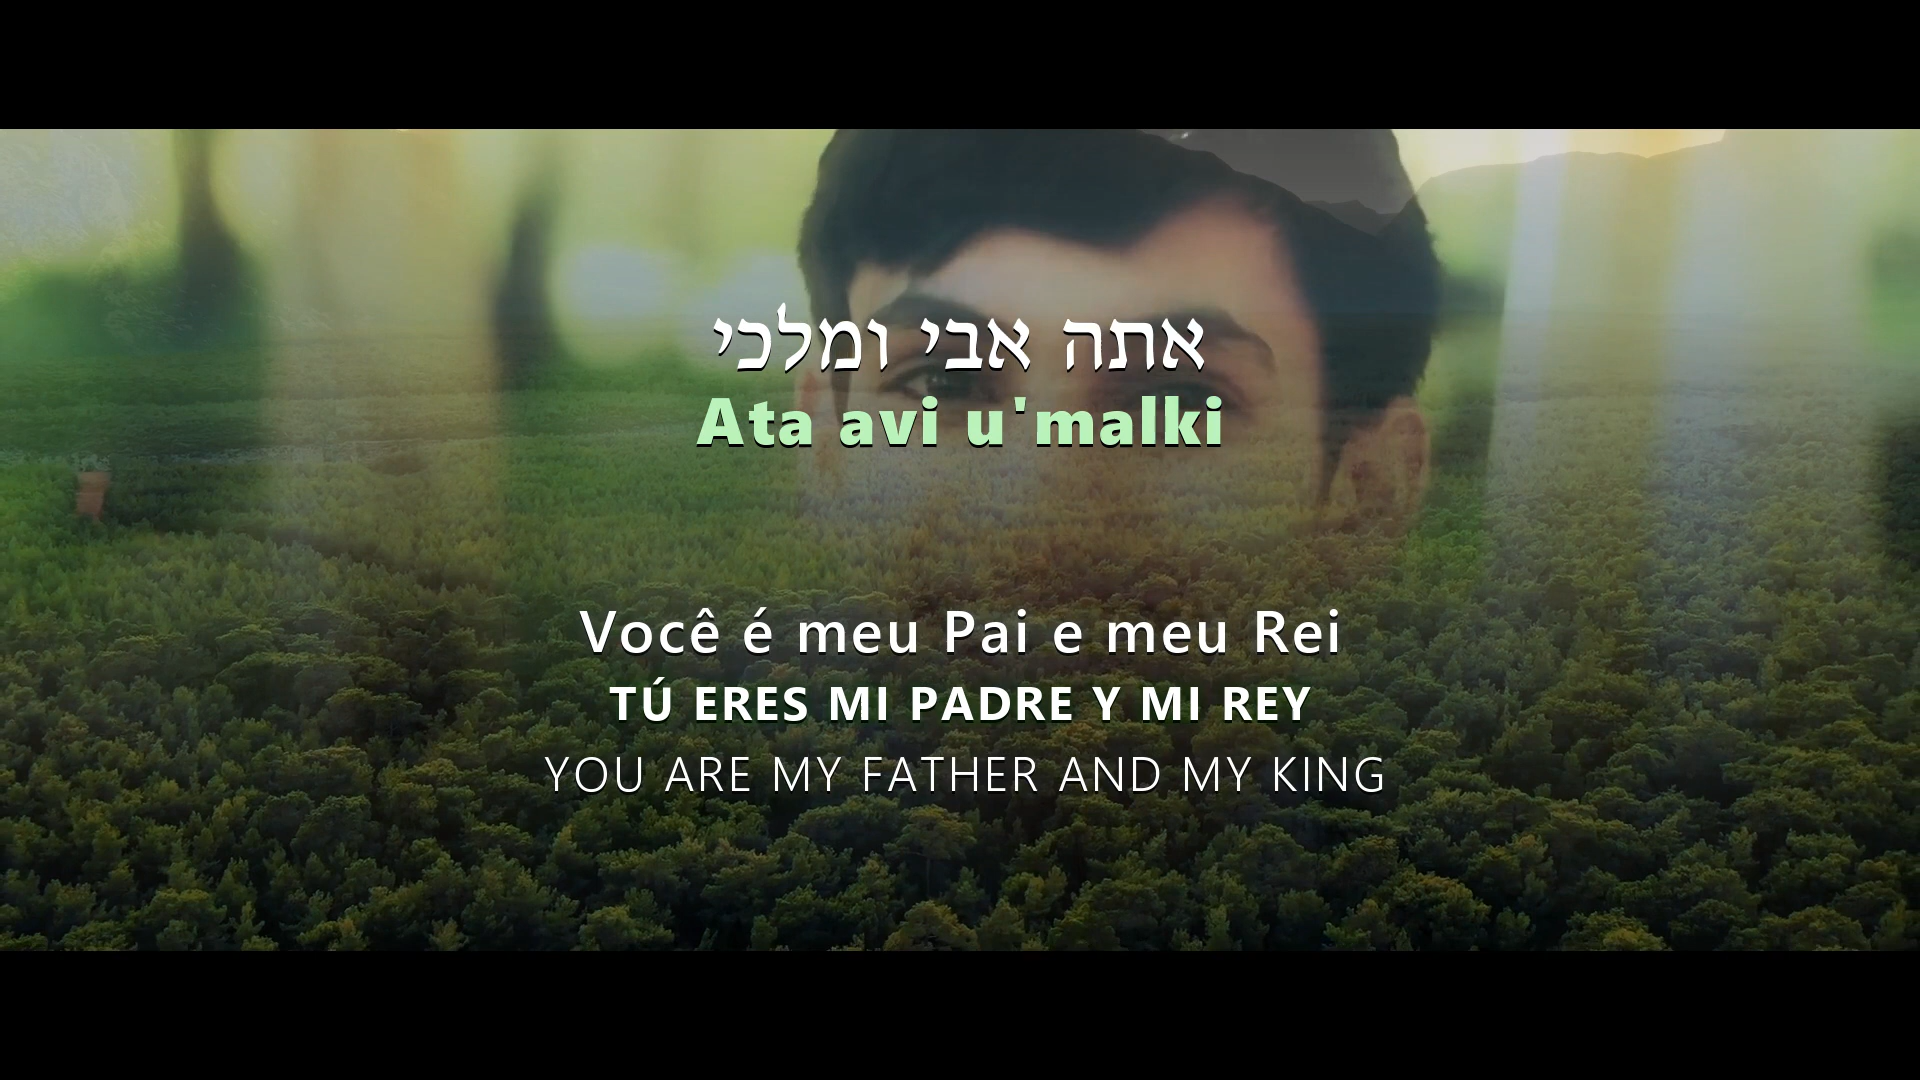 אתה אבי ומלכי
Ata avi u'malki
Você é meu Pai e meu Rei
TÚ ERES MI PADRE Y MI REY
YOU ARE MY FATHER AND MY KING